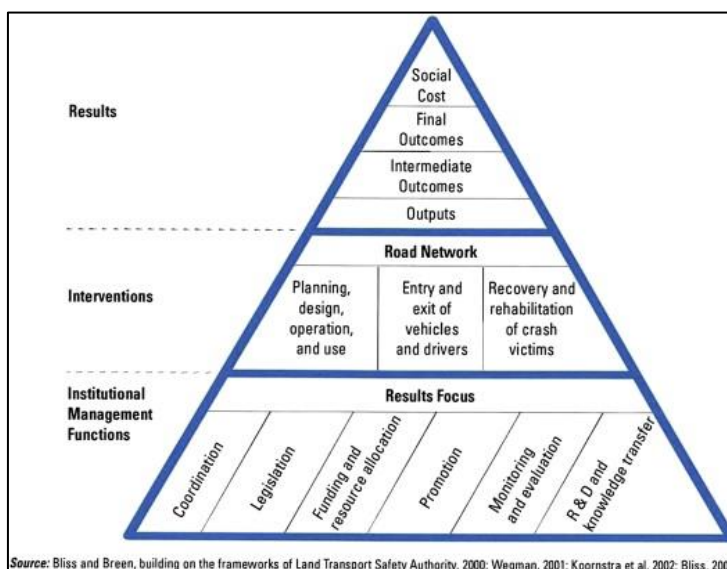 Results
Social
Cost
Final
Outcomes
Intermediate
Outcomes
Outputs
Interventions
Road Network
Planning,
design,
operation,
and use
Entry and
exit of
vehicles
and drivers
Recovery and
rehabilitation
of crash
victims
Institutional
Management
Functions
Results Focus
Coordination
Legislation
Funding and
resource allocation
Promotion
Monitoring
and evaluation
R & D and
knowledge transfer
Source: Bliss and Breen, building on the frameworks of Land Transport Safety Authority, 2000; Wegman, 2001; Koornstra et al, 2002; Bliss,